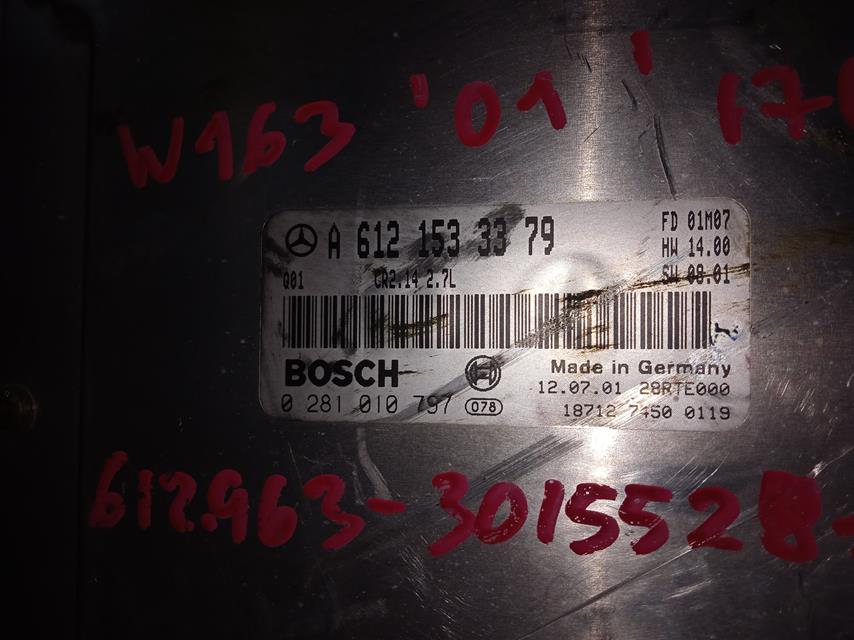 W163 '01' 170
A 612 153 33 79
FD 01M07
HW 14.00
SW 08.01
Q01 CR2.14 2.7L
BOSCH
Made in Germany
12.07.01 28RTE000
0 281 010 797 078
18712 7450 0119
612.963-3015528-